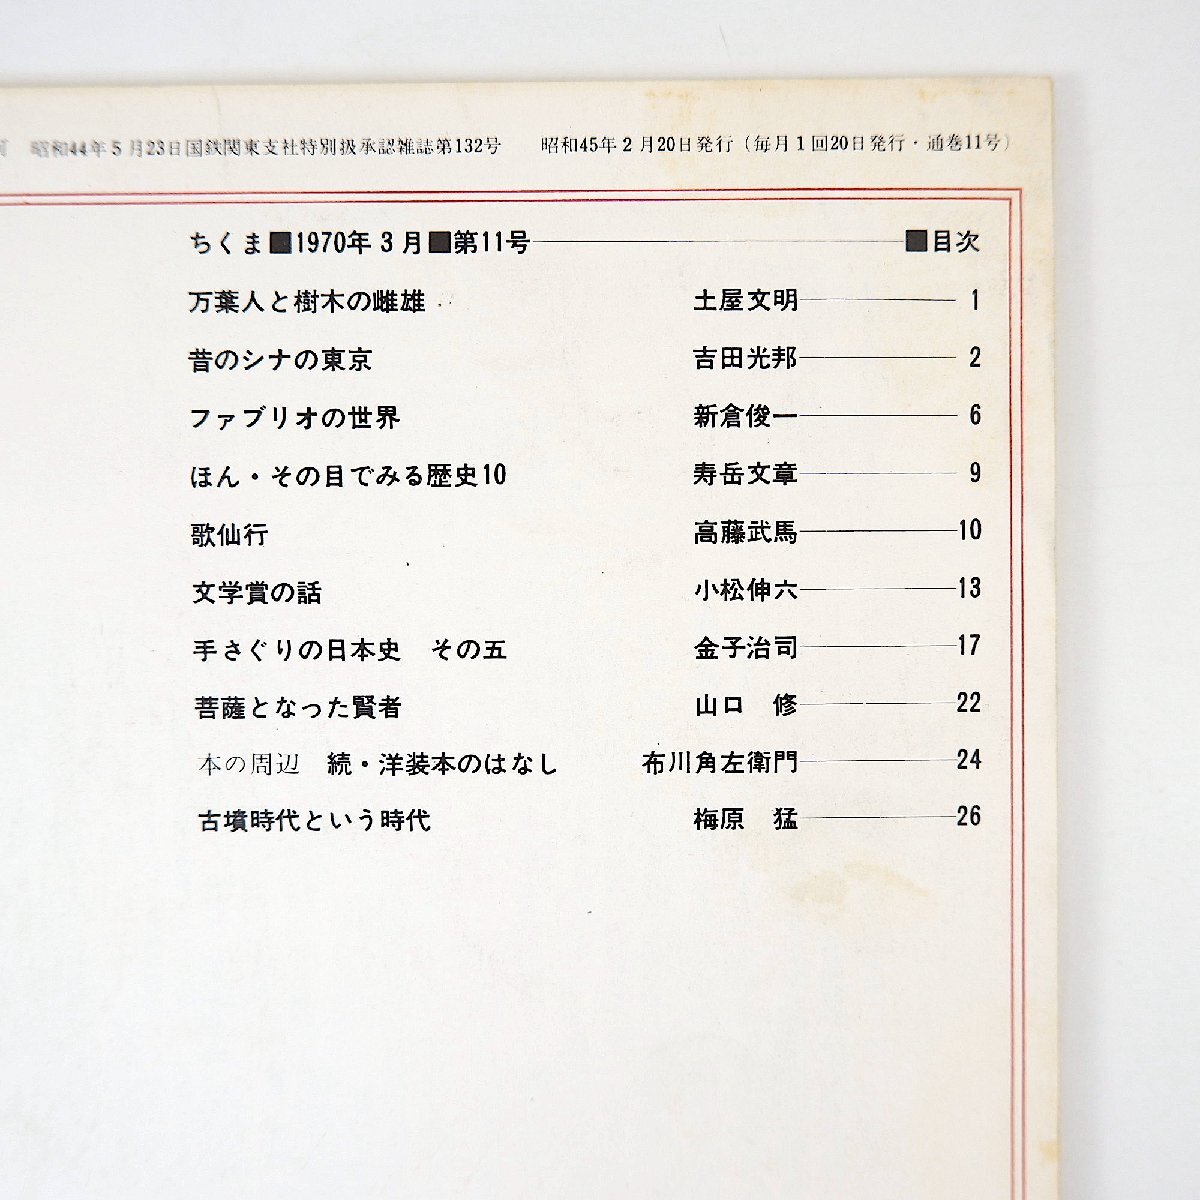 昭和44年5月23日国鉄関東支社特別扱承認雑誌第132号　昭和45年2月20日発行（毎月1回20日発行・通巻11号）
ちくま■1970年3月■第11号――■目次
万葉人と樹木の雌雄　土屋文明――1
昔のシナの東京　吉田光邦――2
ファブリオの世界　新倉俊一――6
ほん・その目でみる歴史10　寿岳文章――9
歌仙行　高藤武馬――10
文学賞の話　小松伸六――13
手さぐりの日本史　その五　金子治司――17
菩薩となった賢者　山口　修――22
本の周辺　続・洋装本のはなし　布川角左衛門――24
古墳時代という時代　梅原　猛――26